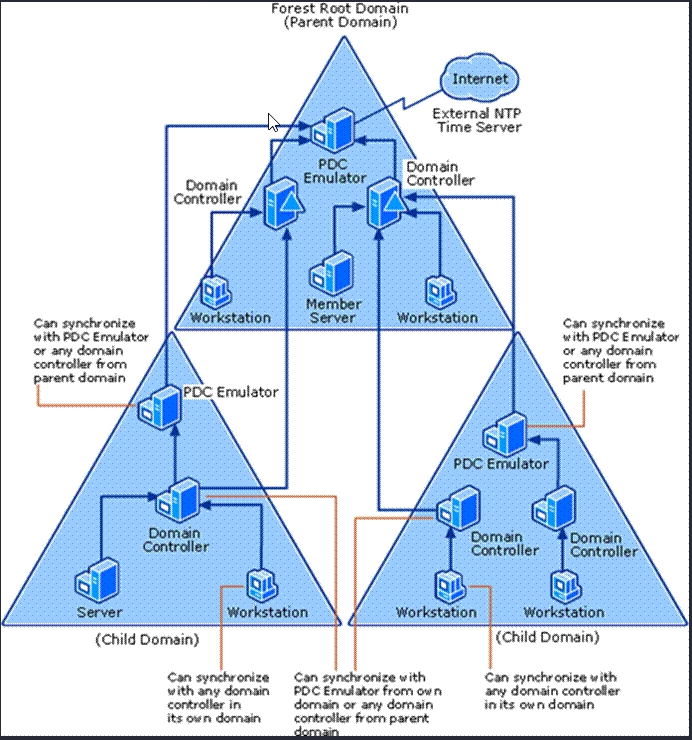 Forest Root Domain
(Parent Domain)
Internet
External NTP
Time Server
PDC
Emulator
Domain
Controller
Domain
Controller
Workstation
Member
Server
Workstation
Can synchronize
with PDC Emulator
or any domain
controller from
parent domain
Can synchronize
with PDC Emulator
or any domain
controller from
parent domain
PDC Emulator
PDC Emulator
Domain
Controller
Domain
Controller
Domain
Controller
Server
Workstation
Workstation
Workstation
(Child Domain)
(Child Domain)
Can synchronize
with any domain
controller in
its own domain
Can synchronize with
PDC Emulator from own
domain or any domain
controller from parent
domain
Can synchronize with
any domain controller
in its own domain